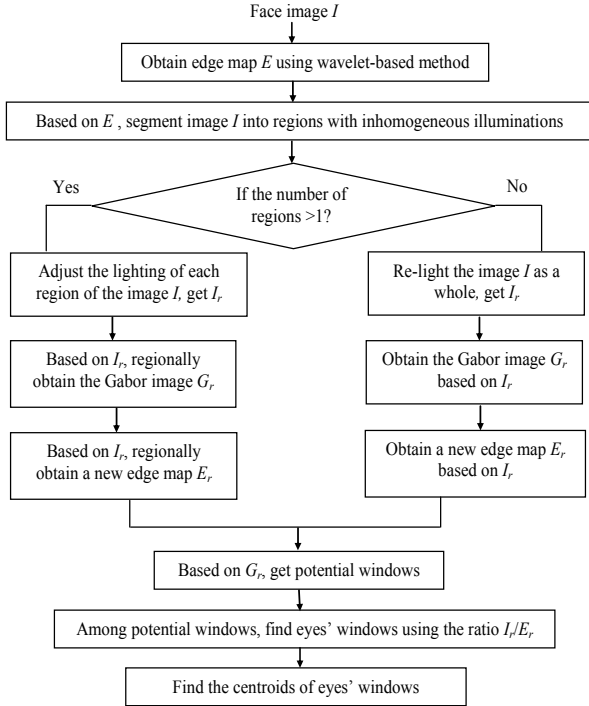 Face image I
Obtain edge map E using wavelet-based method
Based on E , segment image I into regions with inhomogeneous illuminations
Yes
If the number of
regions >1?
No
Adjust the lighting of each
region of the image I, get Ir
Re-light the image I as a
whole, get Ir
Based on Ir, regionally
obtain the Gabor image Gr
Obtain the Gabor image Gr
based on Ir
Based on Ir, regionally
obtain a new edge map Er
Obtain a new edge map Er
based on Ir
Based on Gr, get potential windows
Among potential windows, find eyes’ windows using the ratio Ir/Er
Find the centroids of eyes’ windows